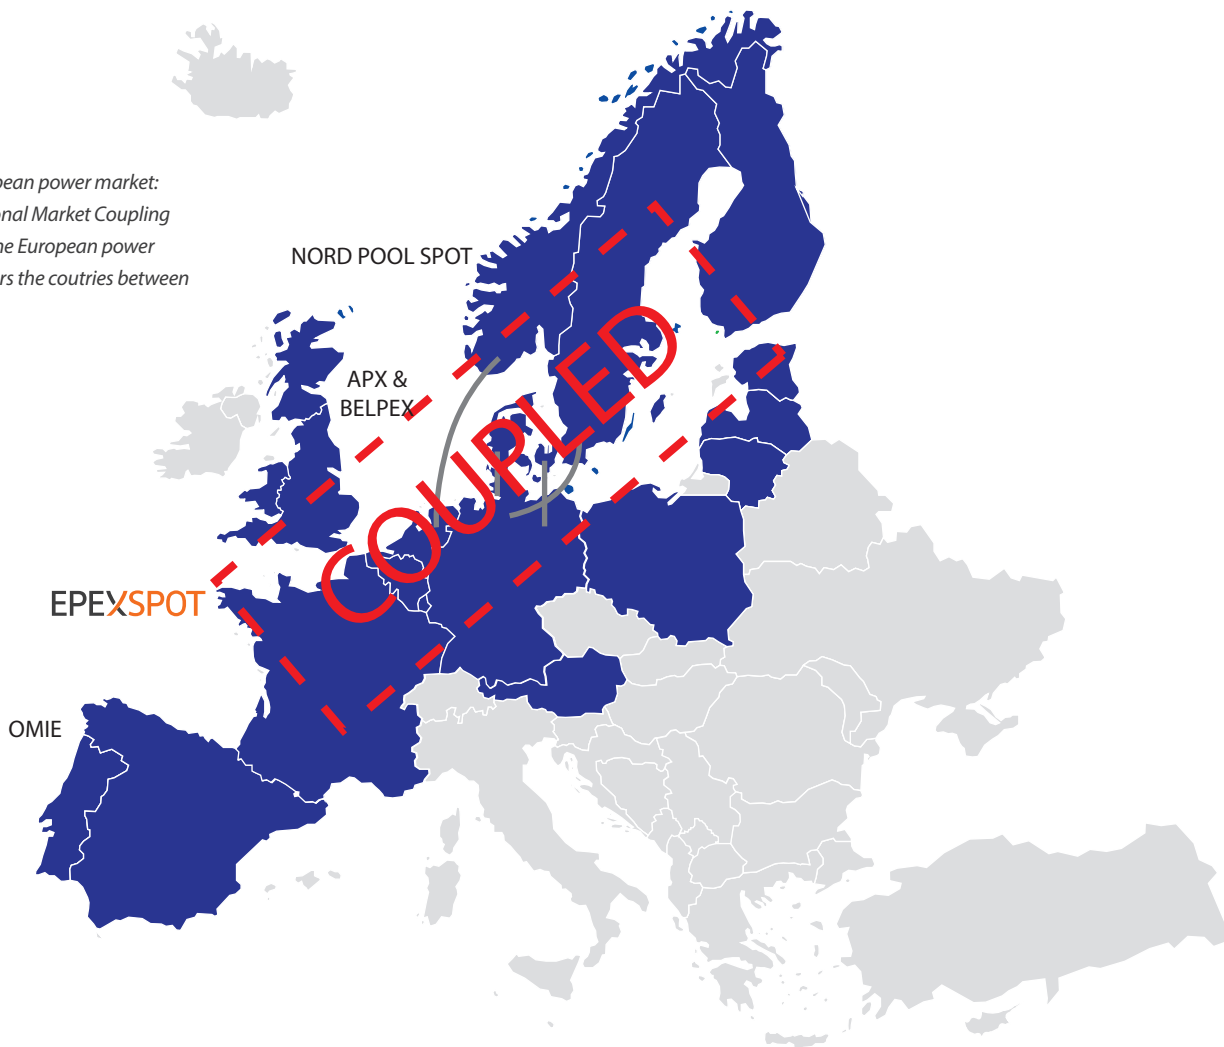 pean power market:
onal Market Coupling
he European power
rs the coutries between
NORD POOL SPOT
APX &
BELPEX
COUPLED
EPEXSPOT
OMIE